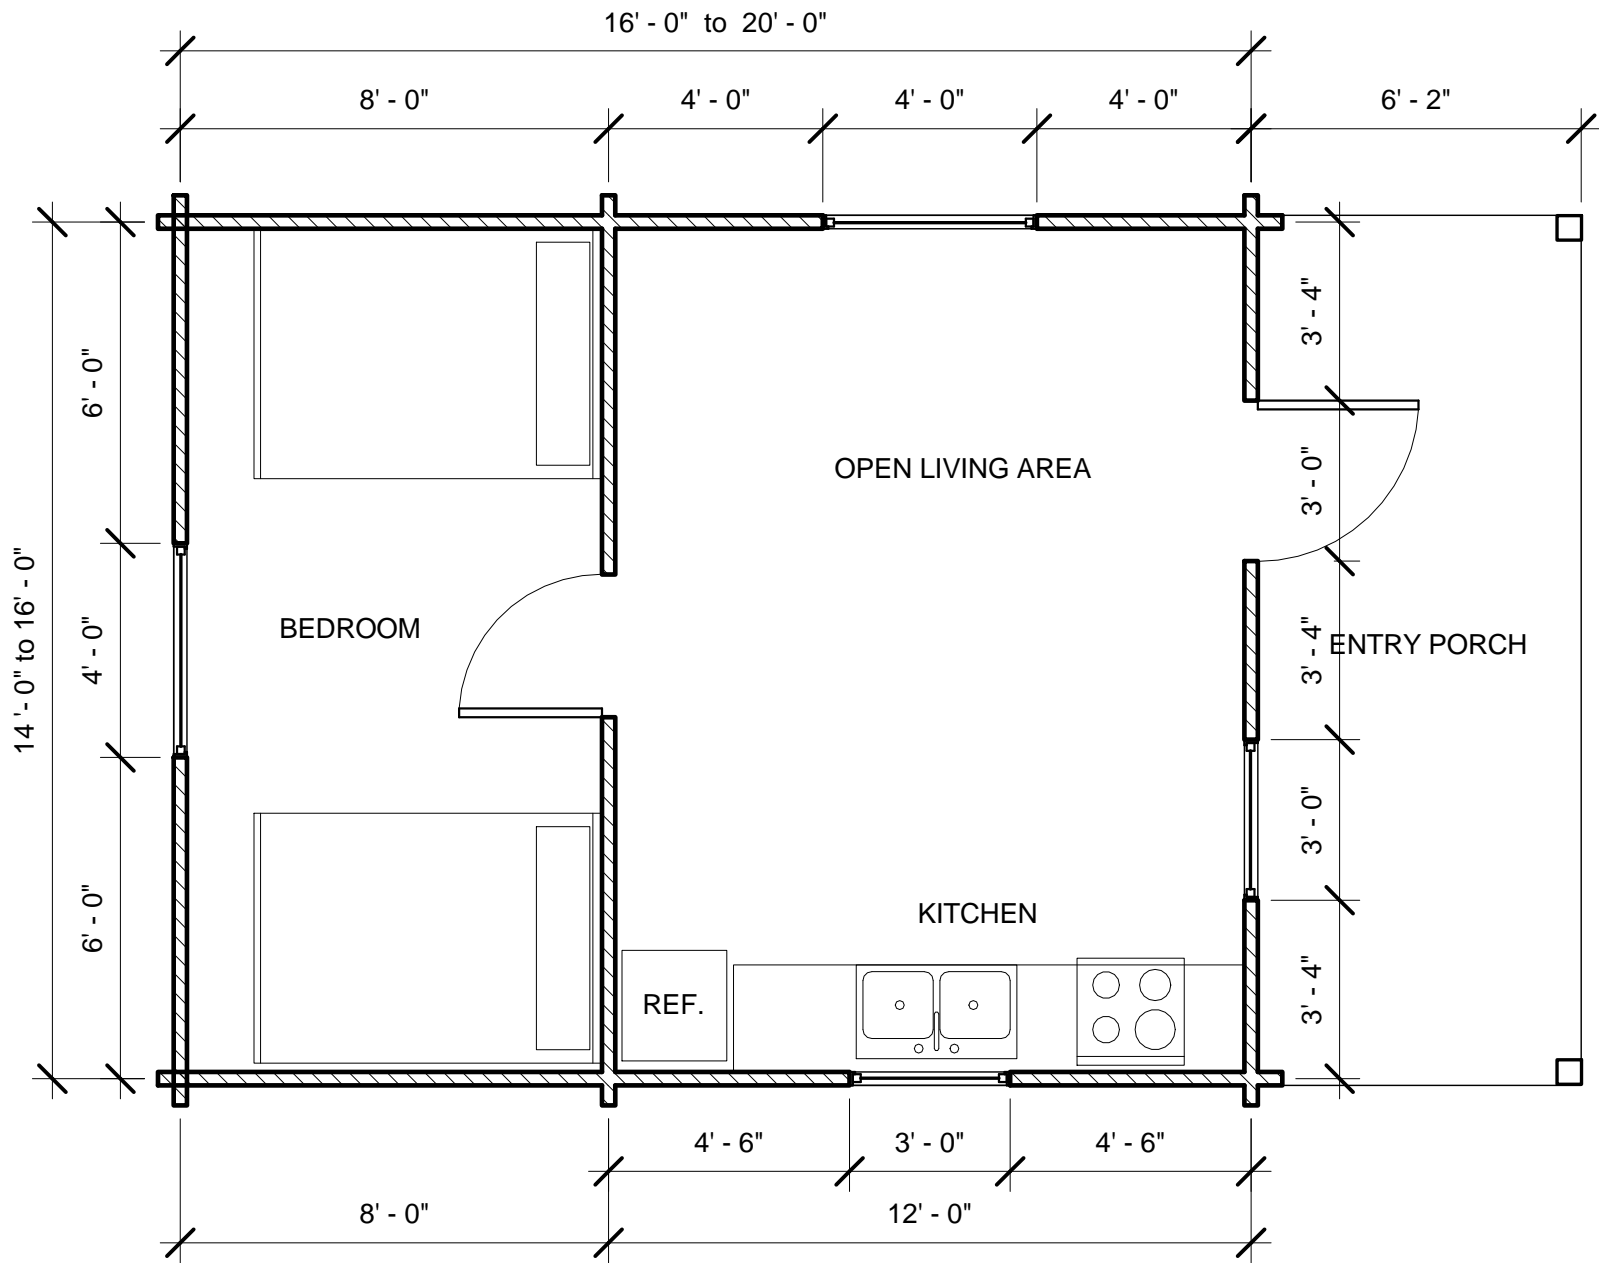 16' - 0" to 20' - 0"
8' - 0"
4' - 0"
4' - 0"
4' - 0"
6' - 2"
14 '- 0" to 16' - 0"
6' - 0"
4' - 0"
6' - 0"
3' - 4"
3' - 0"
3' - 4"
3' - 0"
3' - 4"
OPEN LIVING AREA
BEDROOM
ENTRY PORCH
KITCHEN
REF.
4' - 6"
3' - 0"
4' - 6"
8' - 0"
12' - 0"